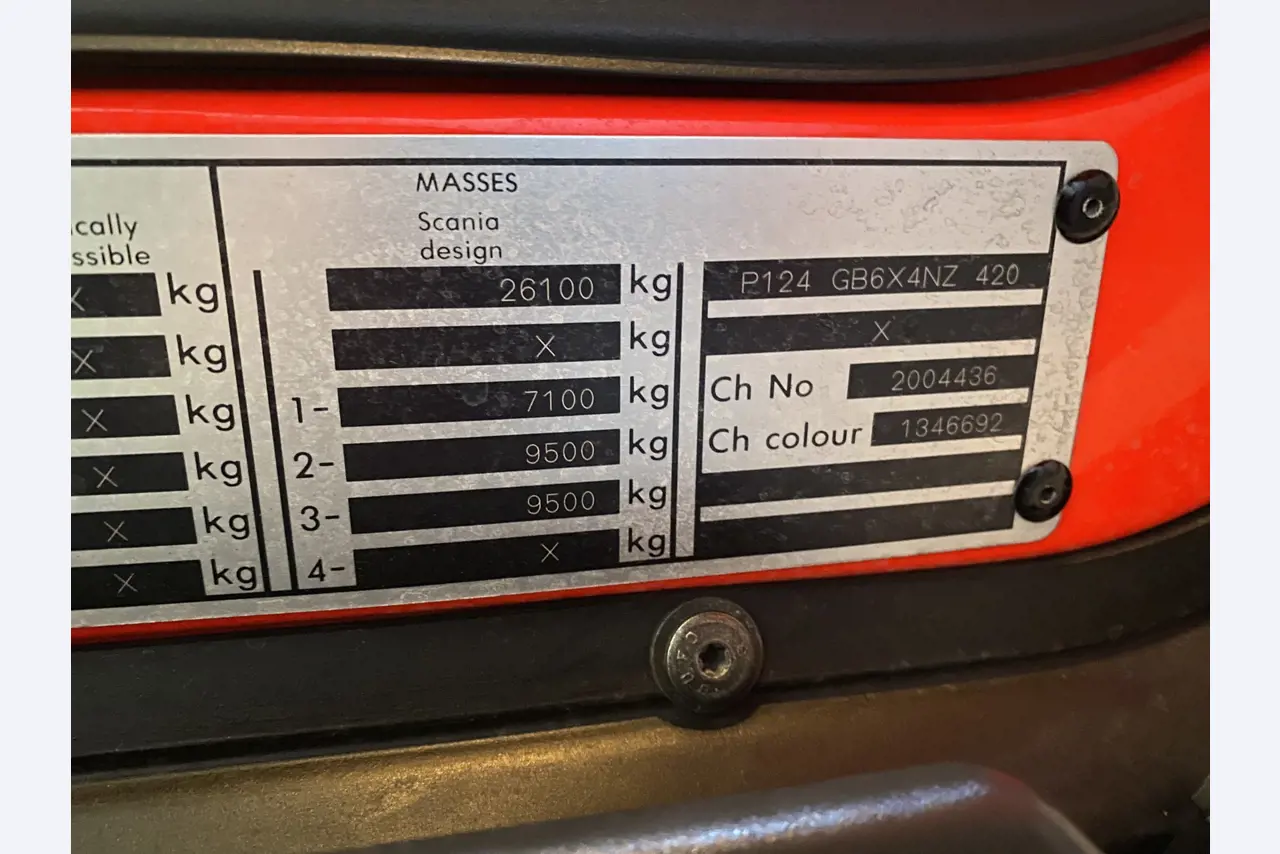 MASSES
Scania
design
cally
ssible
X kg
X kg
X kg
X kg
X kg
X kg
26100 kg
X kg
1- 7100 kg
2- 9500 kg
3- 9500 kg
4- X kg
P124 GB6X4NZ 420
X
Ch No 2004436
Ch colour 1346692